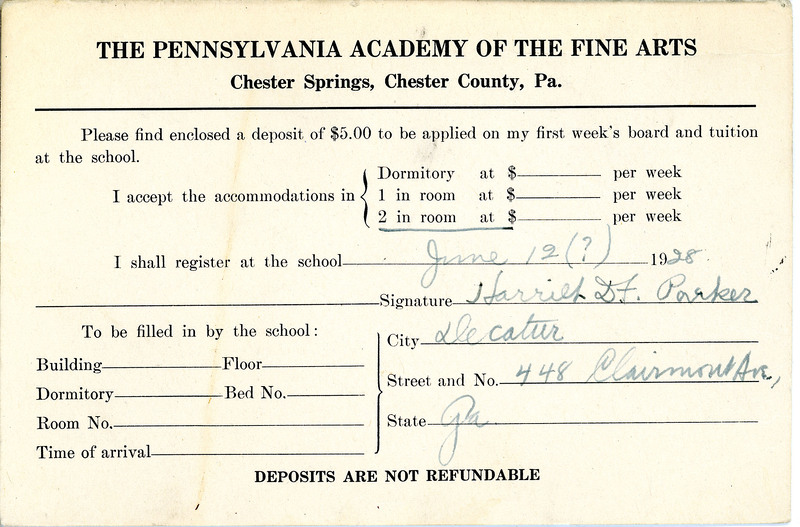 THE PENNSYLVANIA ACADEMY OF THE FINE ARTS
Chester Springs, Chester County, Pa.
Please find enclosed a deposit of $5.00 to be applied on my first week's board and tuition
at the school.
I accept the accommodations in { Dormitory at $ per week
1 in room at $ per week
2 in room at $ per week
I shall register at the school June 12 (?) 1928
Signature Harriet D.F. Parker
To be filled in by the school:
Building Floor
Dormitory Bed No.
Room No.
Time of arrival
City Decatur
Street and No. 448 Clairmont Ave.,
State Ga.
DEPOSITS ARE NOT REFUNDABLE